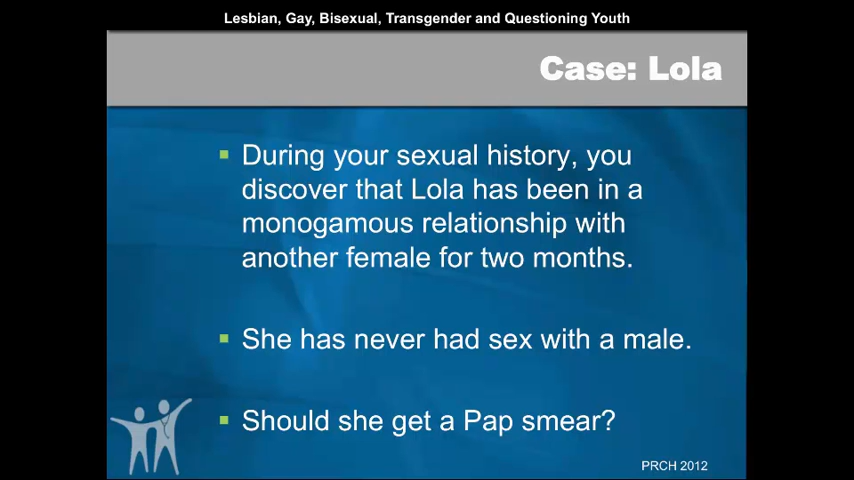 Lesbian, Gay, Bisexual, Transgender and Questioning Youth
Case: Lola
During your sexual history, you
discover that Lola has been in a
monogamous relationship with
another female for two months.
She has never had sex with a male.
Should she get a Pap smear?
PRCH 2012